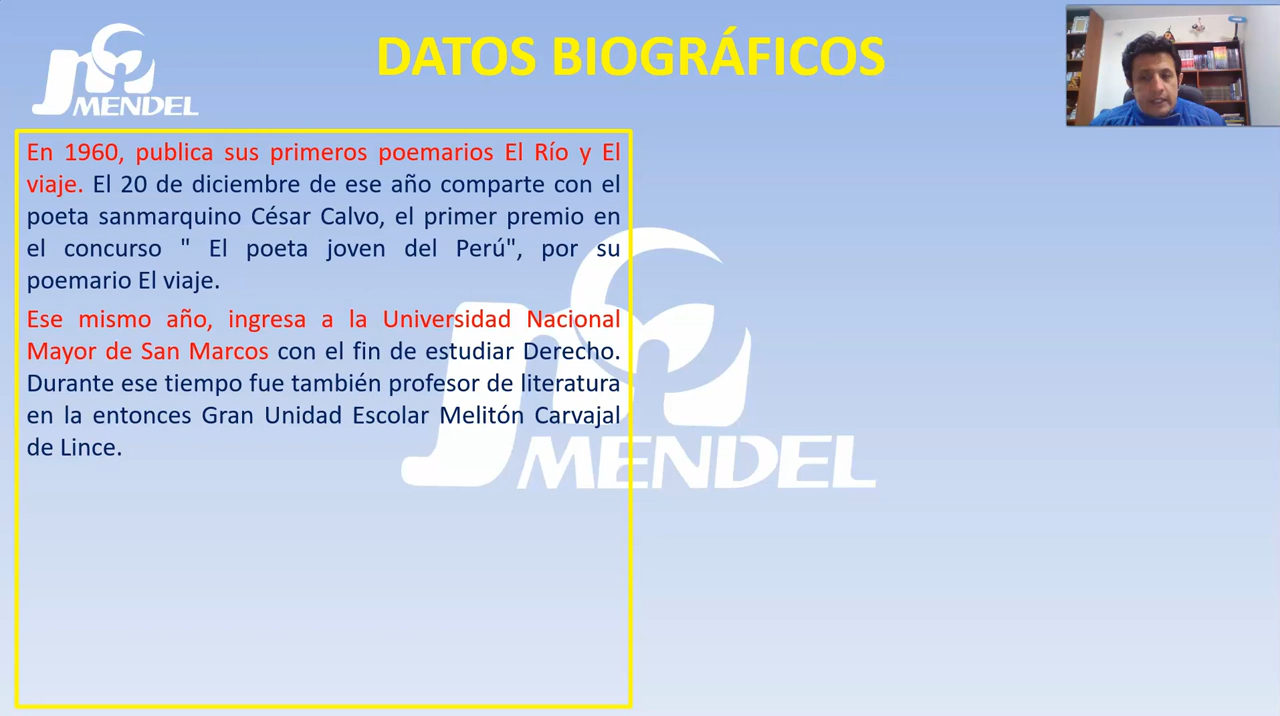 MENDEL
DATOS BIOGRÁFICOS
En 1960, publica sus primeros poemarios El Río y El
viaje. El 20 de diciembre de ese año comparte con el
poeta sanmarquino César Calvo, el primer premio en
el concurso " El poeta joven del Perú", por su
poemario El viaje.
Ese mismo año, ingresa a la Universidad Nacional
Mayor de San Marcos con el fin de estudiar Derecho.
Durante ese tiempo fue también profesor de literatura
en la entonces Gran Unidad Escolar Melitón Carvajal
de Lince.
MENDEL